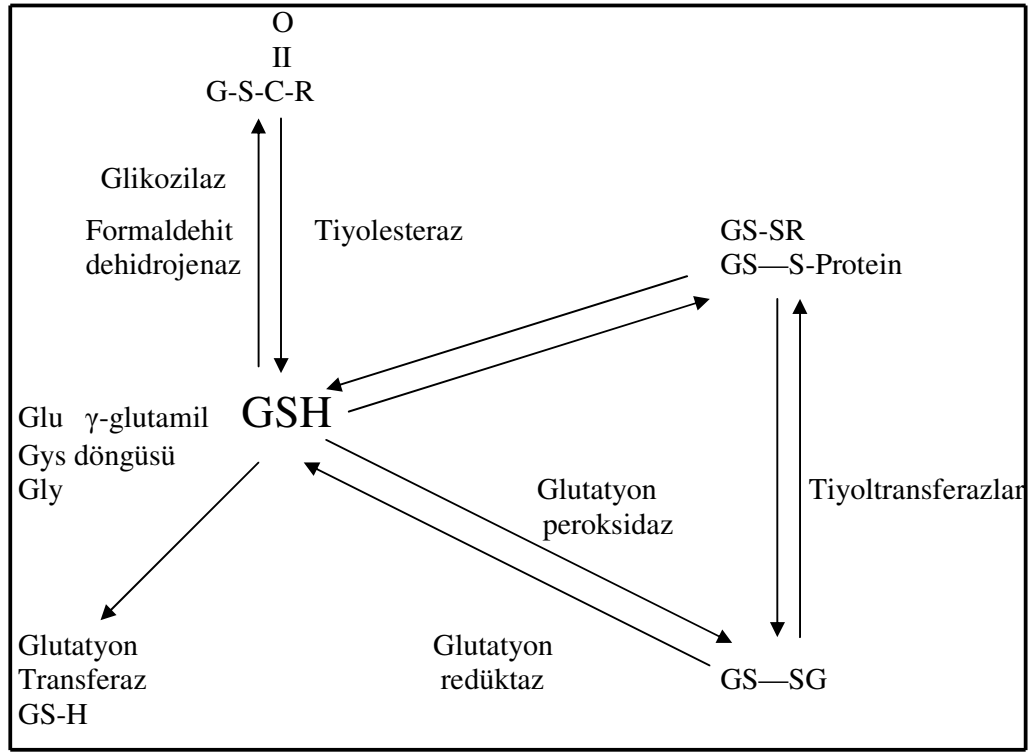 O
II
G-S-C-R
Glikozilaz
Formaldehit
dehidrojenaz
Tiyolesteraz
GS-SR
GS—S-Protein
GSH
Glu γ-glutamil
Gys döngüsü
Gly
Glutatyon
peroksidaz
Tiyoltransferazlar
Glutatyon
Transferaz
GS-H
Glutatyon
redüktaz
GS—SG